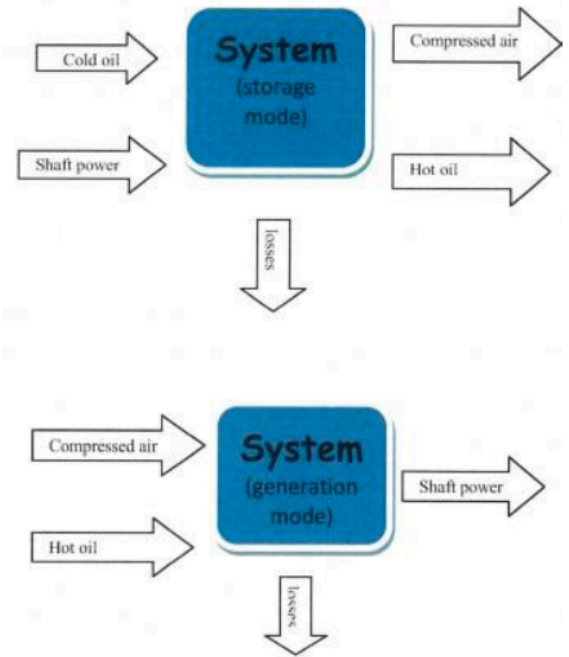 System
(storage
mode)
Cold oil
Compressed air
Shaft power
Hot oil
losses
System
(generation
mode)
Compressed air
Shaft power
Hot oil
losses